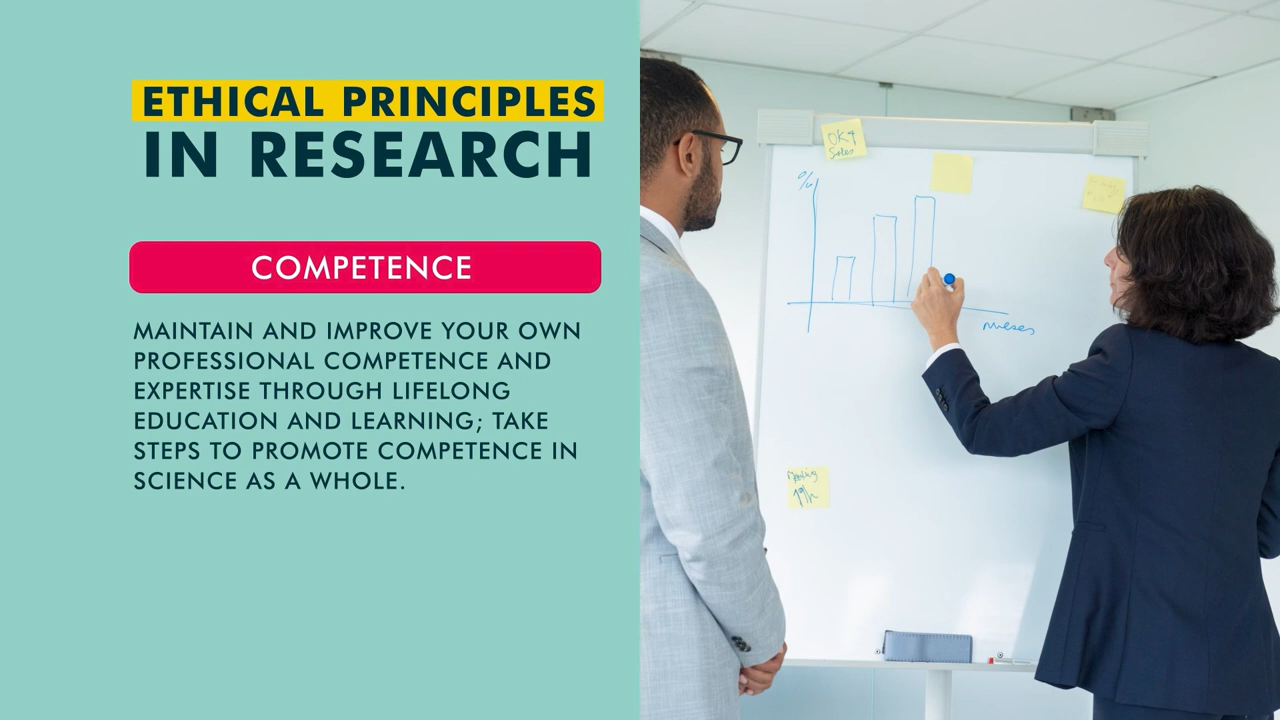 ETHICAL PRINCIPLES
IN RESEARCH
COMPETENCE
MAINTAIN AND IMPROVE YOUR OWN
PROFESSIONAL COMPETENCE AND
EXPERTISE THROUGH LIFELONG
EDUCATION AND LEARNING; TAKE
STEPS TO PROMOTE COMPETENCE IN
SCIENCE AS A WHOLE.
%
Meeting